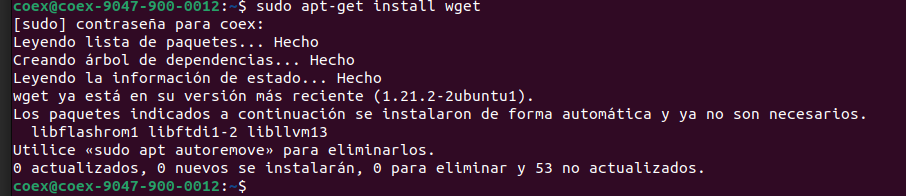 coex@coex-9047-900-0012:~$ sudo apt-get install wget
[sudo] contraseña para coex:
Leyendo lista de paquetes... Hecho
Creando árbol de dependencias... Hecho
Leyendo la información de estado... Hecho
wget ya está en su versión más reciente (1.21.2-2ubuntu1).
Los paquetes indicados a continuación se instalaron de forma automática y ya no son necesarios.
  libflashrom1 libftdi1-2 libllvm13
Utilice «sudo apt autoremove» para eliminarlos.
0 actualizados, 0 nuevos se instalarán, 0 para eliminar y 53 no actualizados.
coex@coex-9047-900-0012:~$